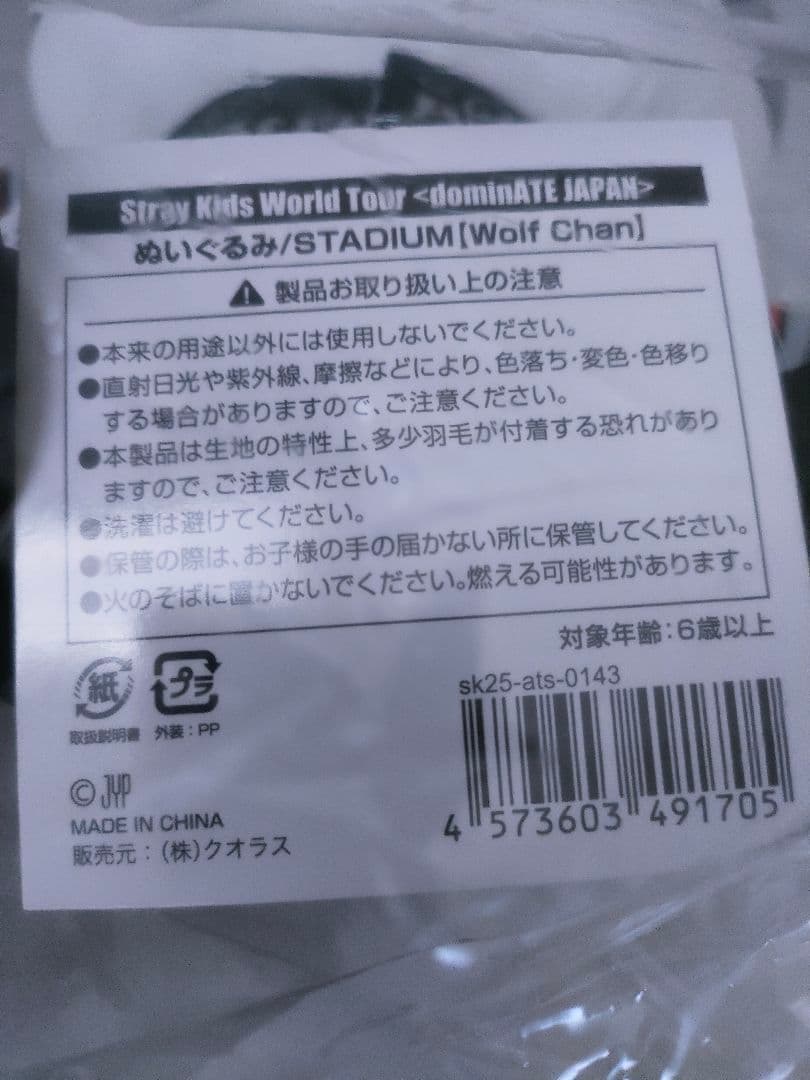 Stray Kids World Tour <dominATE JAPAN>
ぬいぐるみ/STADIUM【Wolf Chan】
製品お取り扱い上の注意
●本来の用途以外には使用しないでください。
●直射日光や紫外線、摩擦などにより、色落ち・変色・色移り
する場合がありますので、ご注意ください。
●本製品は生地の特性上、多少羽毛が付着する恐れがあり
ますので、ご注意ください。
●洗濯は避けてください。
●保管の際は、お子様の手の届かない所に保管してください。
●火のそばに置かないでください。燃える可能性があります。
対象年齢:6歳以上
紙 プラ
取扱説明書 外装:PP
sk25-ats-0143
4 573603 491705
© JYP
MADE IN CHINA
販売元:(株)クオラス